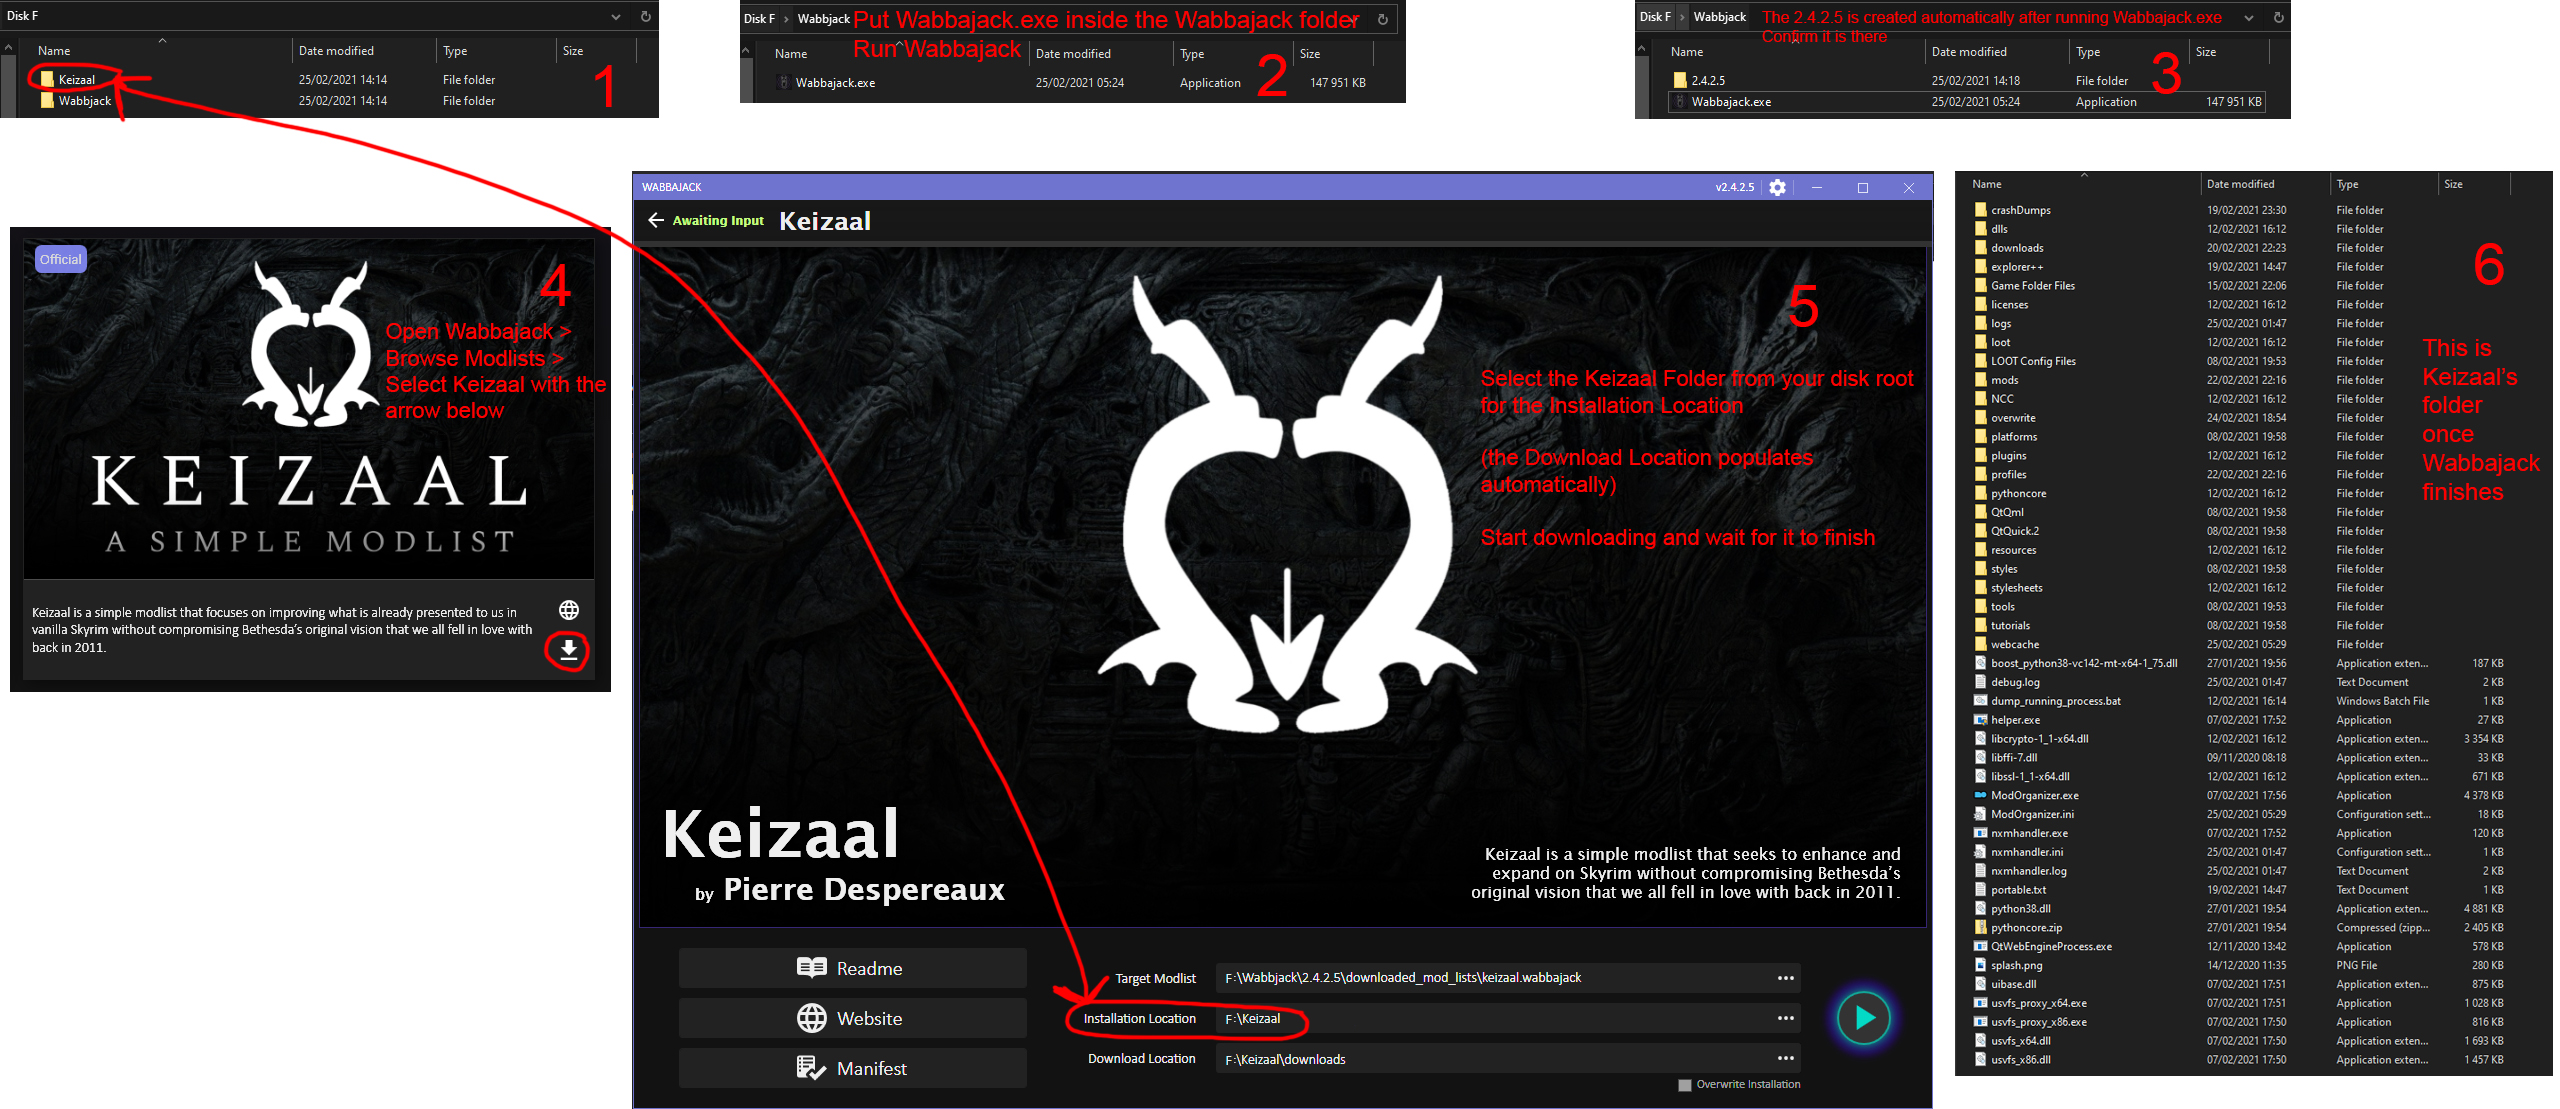 Disk F
Name Date modified Type Size
Keizaal 25/02/2021 14:14 File folder
Wabbjack 25/02/2021 14:14 File folder
1
Disk F › Wabbjack
Put Wabbajack.exe inside the Wabbajack folder
Run Wabbajack
Name Date modified Type Size
Wabbajack.exe 25/02/2021 05:24 Application 147 951 KB
2
Disk F › Wabbjack
The 2.4.2.5 is created automatically after running Wabbajack.exe
Confirm it is there
Name Date modified Type Size
2.4.2.5 25/02/2021 14:18 File folder
Wabbajack.exe 25/02/2021 05:24 Application 147 951 KB
3
Official
4
Open Wabbajack >
Browse Modlists >
Select Keizaal with the
arrow below
KEIZAAL
A SIMPLE MODLIST
Keizaal is a simple modlist that focuses on improving what is already presented to us in
vanilla Skyrim without compromising Bethesda's original vision that we all fell in love with
back in 2011.
WABBAJACK v2.4.2.5
Awaiting Input Keizaal
5
Select the Keizaal Folder from your disk root
for the Installation Location
(the Download Location populates
automatically)
Start downloading and wait for it to finish
Keizaal
by Pierre Despereaux
Keizaal is a simple modlist that seeks to enhance and
expand on Skyrim without compromising Bethesda's
original vision that we all fell in love with back in 2011.
Readme
Website
Manifest
Target Modlist F:\Wabbjack\2.4.2.5\downloaded_mod_lists\keizaal.wabbajack
Installation Location F:\Keizaal
Download Location F:\Keizaal\downloads
Overwrite Installation
Name Date modified Type Size
crashDumps 19/02/2021 23:30 File folder
dlls 12/02/2021 16:12 File folder
downloads 20/02/2021 22:23 File folder
explorer++ 19/02/2021 14:47 File folder
Game Folder Files 15/02/2021 22:06 File folder
licenses 12/02/2021 16:12 File folder
logs 25/02/2021 01:47 File folder
loot 12/02/2021 16:12 File folder
LOOT Config Files 08/02/2021 19:53 File folder
mods 22/02/2021 22:16 File folder
NCC 12/02/2021 16:12 File folder
overwrite 24/02/2021 18:54 File folder
platforms 08/02/2021 19:58 File folder
plugins 12/02/2021 16:12 File folder
profiles 22/02/2021 22:16 File folder
pythoncore 12/02/2021 16:12 File folder
QtQml 08/02/2021 19:58 File folder
QtQuick.2 08/02/2021 19:58 File folder
resources 12/02/2021 16:12 File folder
styles 08/02/2021 19:58 File folder
stylesheets 12/02/2021 16:12 File folder
tools 08/02/2021 19:53 File folder
tutorials 08/02/2021 19:58 File folder
webcache 25/02/2021 05:29 File folder
boost_python38-vc142-mt-x64-1_75.dll 27/01/2021 19:56 Application exten... 187 KB
debug.log 25/02/2021 01:47 Text Document 2 KB
dump_running_process.bat 12/02/2021 16:14 Windows Batch File 1 KB
helper.exe 07/02/2021 17:52 Application 27 KB
libcrypto-1_1-x64.dll 12/02/2021 16:12 Application exten... 3 354 KB
libffi-7.dll 09/11/2020 08:18 Application exten... 33 KB
libssl-1_1-x64.dll 12/02/2021 16:12 Application exten... 671 KB
ModOrganizer.exe 07/02/2021 17:56 Application 4 378 KB
ModOrganizer.ini 25/02/2021 05:29 Configuration sett... 18 KB
nxmhandler.exe 07/02/2021 17:52 Application 120 KB
nxmhandler.ini 25/02/2021 01:47 Configuration sett... 1 KB
nxmhandler.log 25/02/2021 01:47 Text Document 2 KB
portable.txt 19/02/2021 14:47 Text Document 1 KB
python38.dll 27/01/2021 19:54 Application exten... 4 881 KB
pythoncore.zip 27/01/2021 19:54 Compressed (zipp... 2 405 KB
QtWebEngineProcess.exe 12/11/2020 13:42 Application 578 KB
splash.png 14/12/2020 11:35 PNG File 280 KB
uibase.dll 07/02/2021 17:51 Application exten... 875 KB
usvfs_proxy_x64.exe 07/02/2021 17:51 Application 1 028 KB
usvfs_proxy_x86.exe 07/02/2021 17:50 Application 816 KB
usvfs_x64.dll 07/02/2021 17:50 Application exten... 1 693 KB
usvfs_x86.dll 07/02/2021 17:50 Application exten... 1 457 KB
6
This is
Keizaal's
folder
once
Wabbajack
finishes